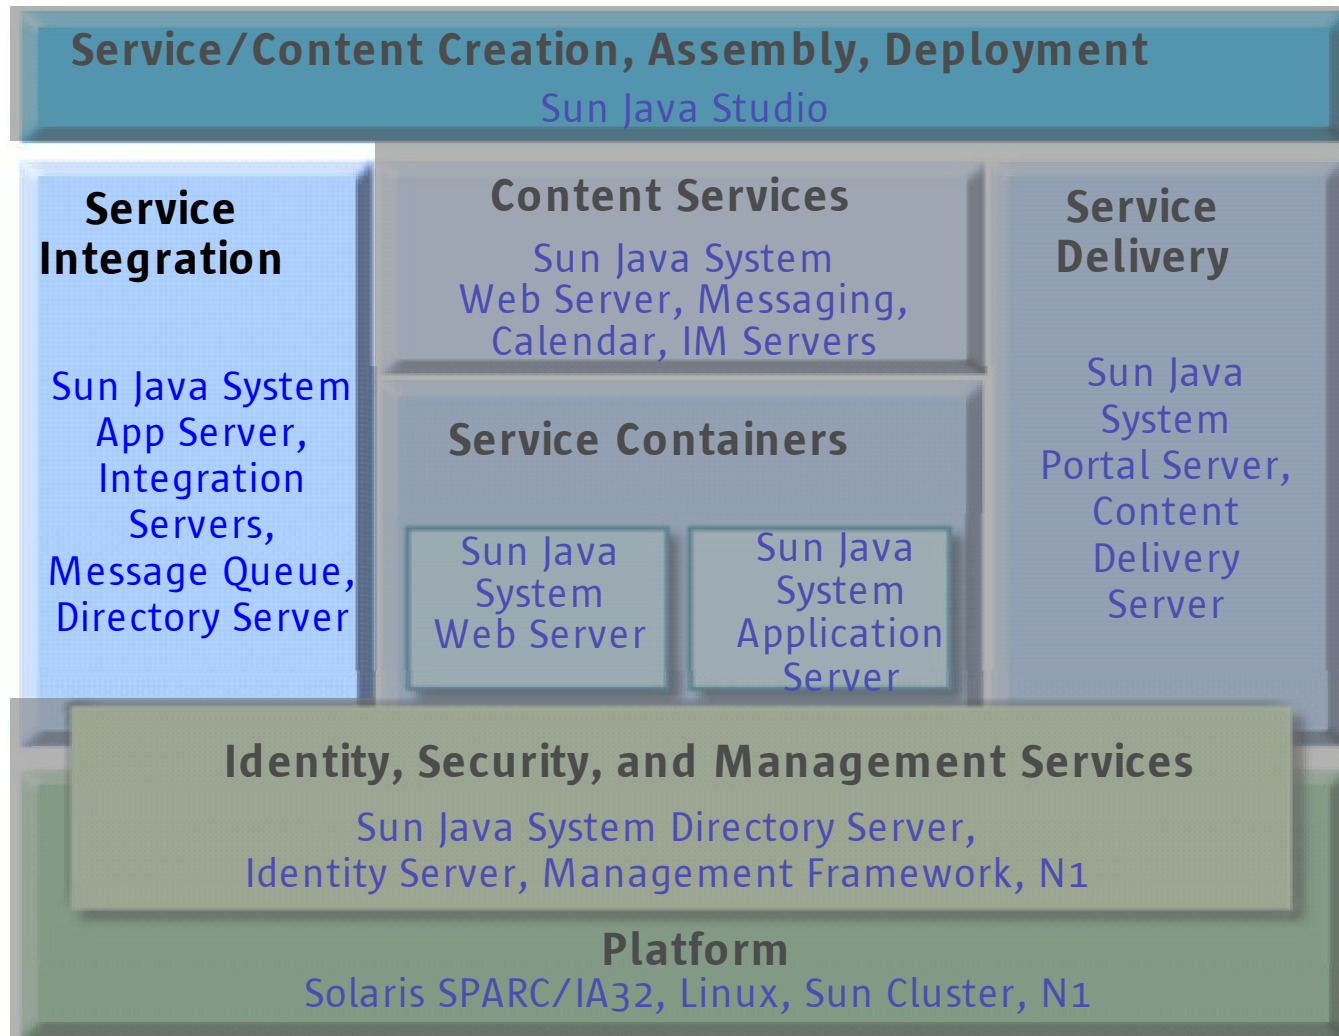 Service/Content Creation, Assembly, Deployment
Sun Java Studio
Service
Integration
Sun Java System
App Server,
Integration
Servers,
Message Queue,
Directory Server
Content Services
Sun Java System
Web Server, Messaging,
Calendar, IM Servers
Service Containers
Sun Java
System
Web Server
Sun Java
System
Application
Server
Service
Delivery
Sun Java
System
Portal Server,
Content
Delivery
Server
Identity, Security, and Management Services
Sun Java System Directory Server,
Identity Server, Management Framework, N1
Platform
Solaris SPARC/IA32, Linux, Sun Cluster, N1